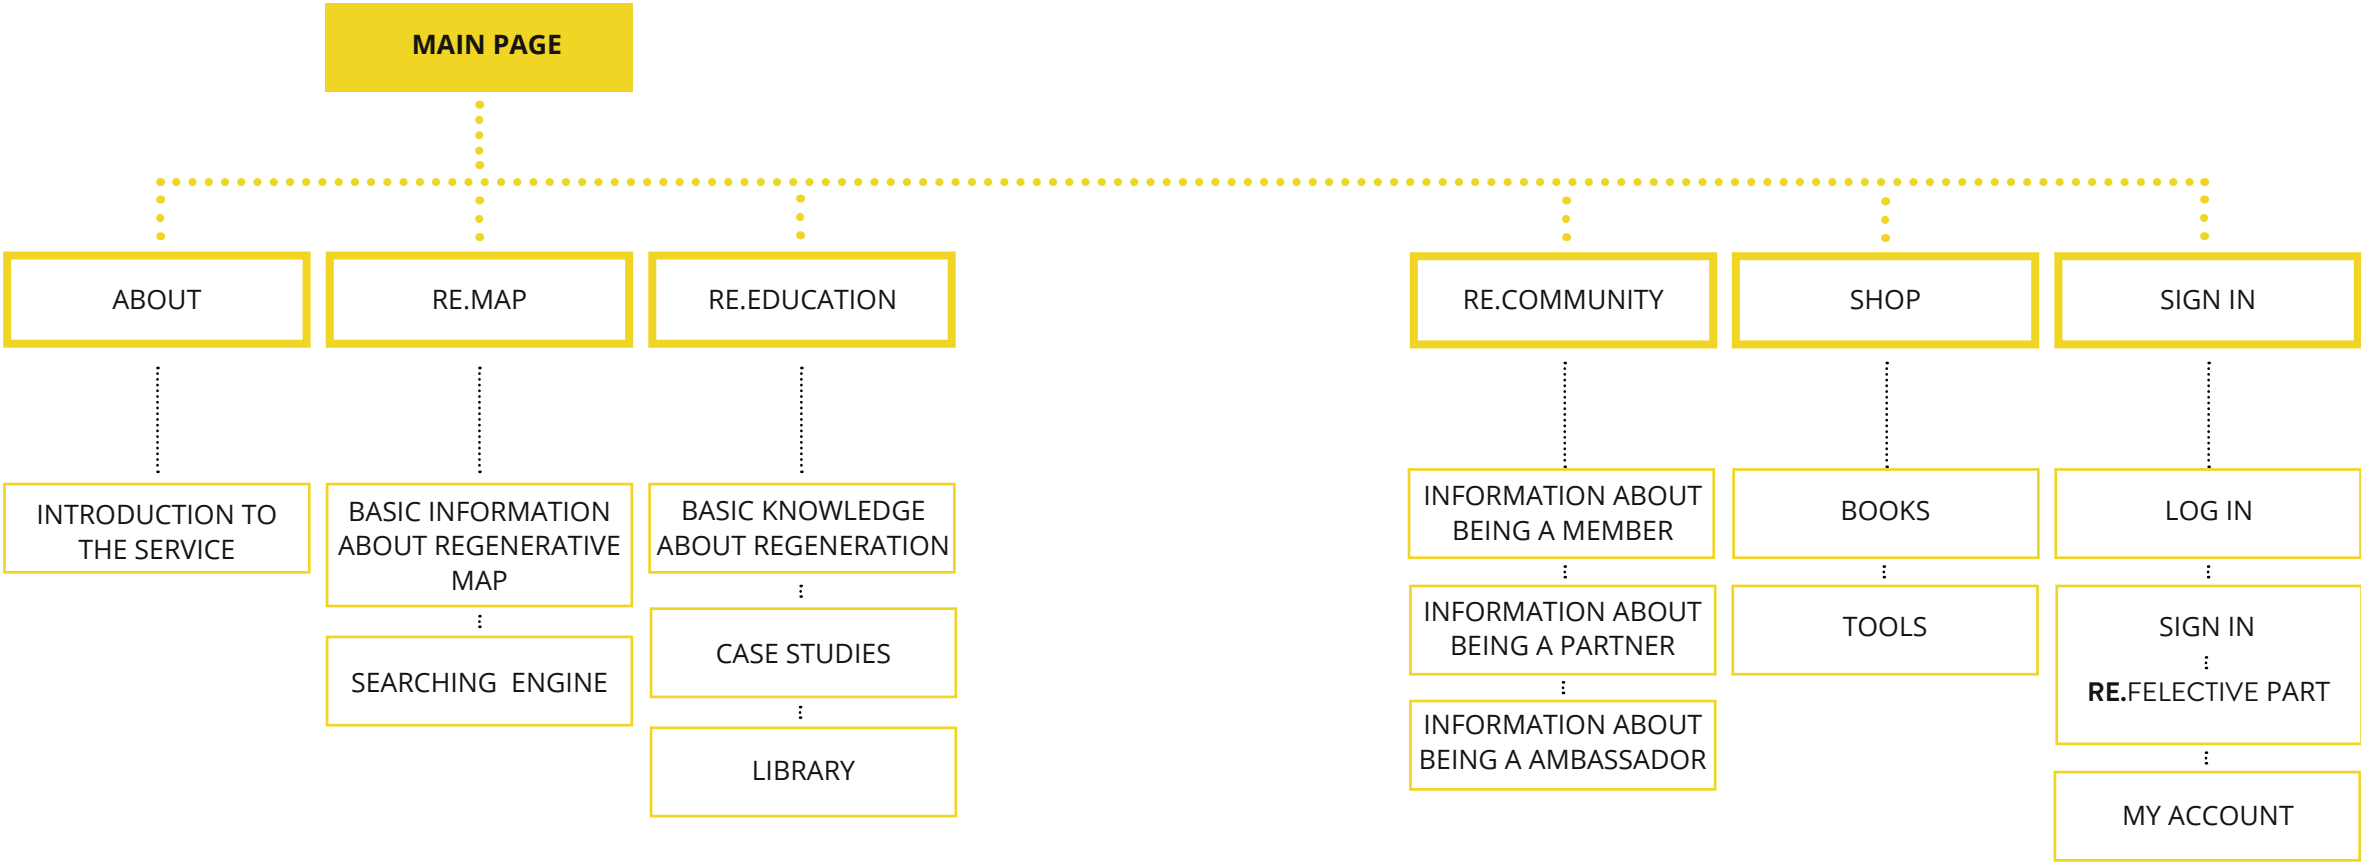 MAIN PAGE
ABOUT
RE.MAP
RE.EDUCATION
RE.COMMUNITY
SHOP
SIGN IN
INTRODUCTION TO
THE SERVICE
BASIC INFORMATION
ABOUT REGENERATIVE
MAP
SEARCHING ENGINE
BASIC KNOWLEDGE
ABOUT REGENERATION
CASE STUDIES
LIBRARY
INFORMATION ABOUT
BEING A MEMBER
INFORMATION ABOUT
BEING A PARTNER
INFORMATION ABOUT
BEING A AMBASSADOR
BOOKS
TOOLS
LOG IN
SIGN IN
RE.FELECTIVE PART
MY ACCOUNT